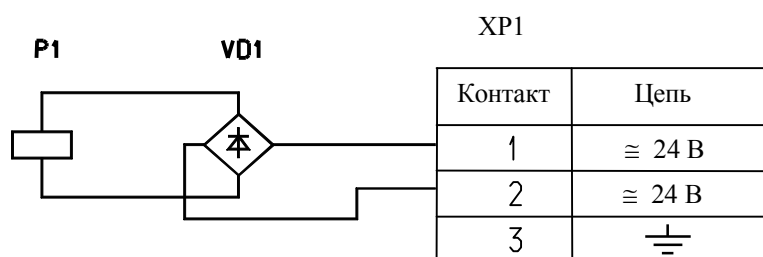 XP1
P1 VD1
Контакт Цепь
1 ≅ 24 В
2 ≅ 24 В
3